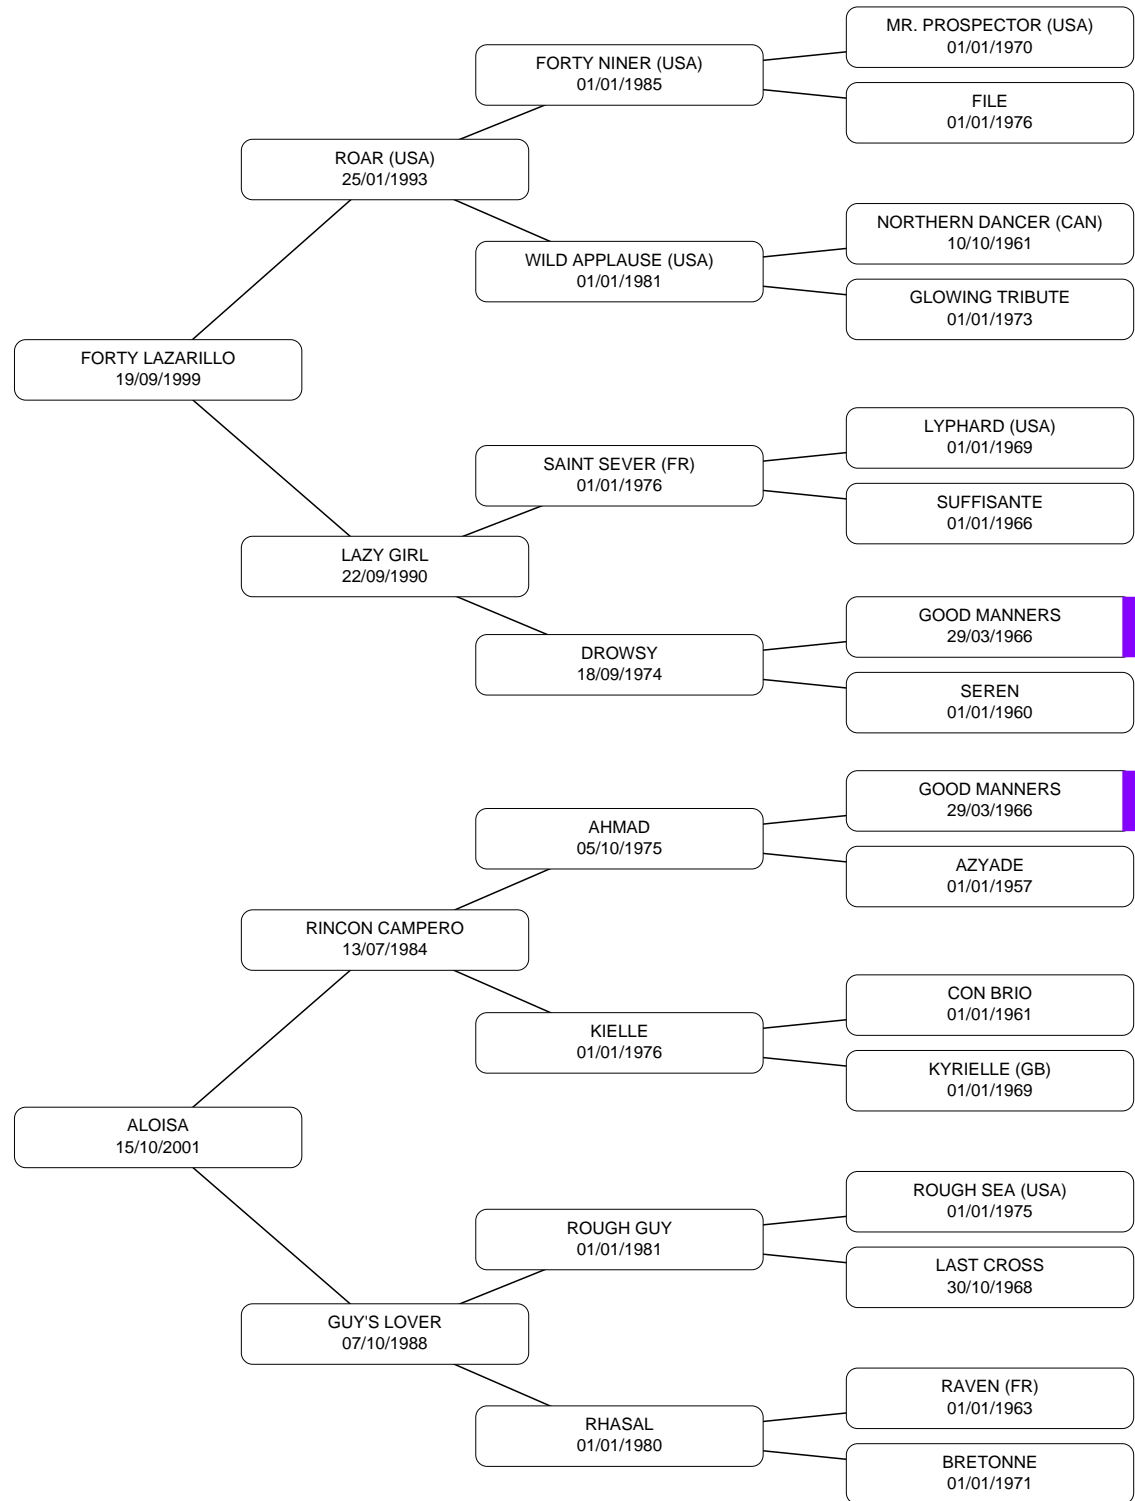 MR. PROSPECTOR (USA)
01/01/1970
FORTY NINER (USA)
01/01/1985
FILE
01/01/1976
ROAR (USA)
25/01/1993
NORTHERN DANCER (CAN)
10/10/1961
WILD APPLAUSE (USA)
01/01/1981
GLOWING TRIBUTE
01/01/1973
FORTY LAZARILLO
19/09/1999
LYPHARD (USA)
01/01/1969
SAINT SEVER (FR)
01/01/1976
SUFFISANTE
01/01/1966
LAZY GIRL
22/09/1990
GOOD MANNERS
29/03/1966
DROWSY
18/09/1974
SEREN
01/01/1960
GOOD MANNERS
29/03/1966
AHMAD
05/10/1975
AZYADE
01/01/1957
RINCON CAMPERO
13/07/1984
CON BRIO
01/01/1961
KIELLE
01/01/1976
KYRIELLE (GB)
01/01/1969
ALOISA
15/10/2001
ROUGH SEA (USA)
01/01/1975
ROUGH GUY
01/01/1981
LAST CROSS
30/10/1968
GUY'S LOVER
07/10/1988
RAVEN (FR)
01/01/1963
RHASAL
01/01/1980
BRETONNE
01/01/1971